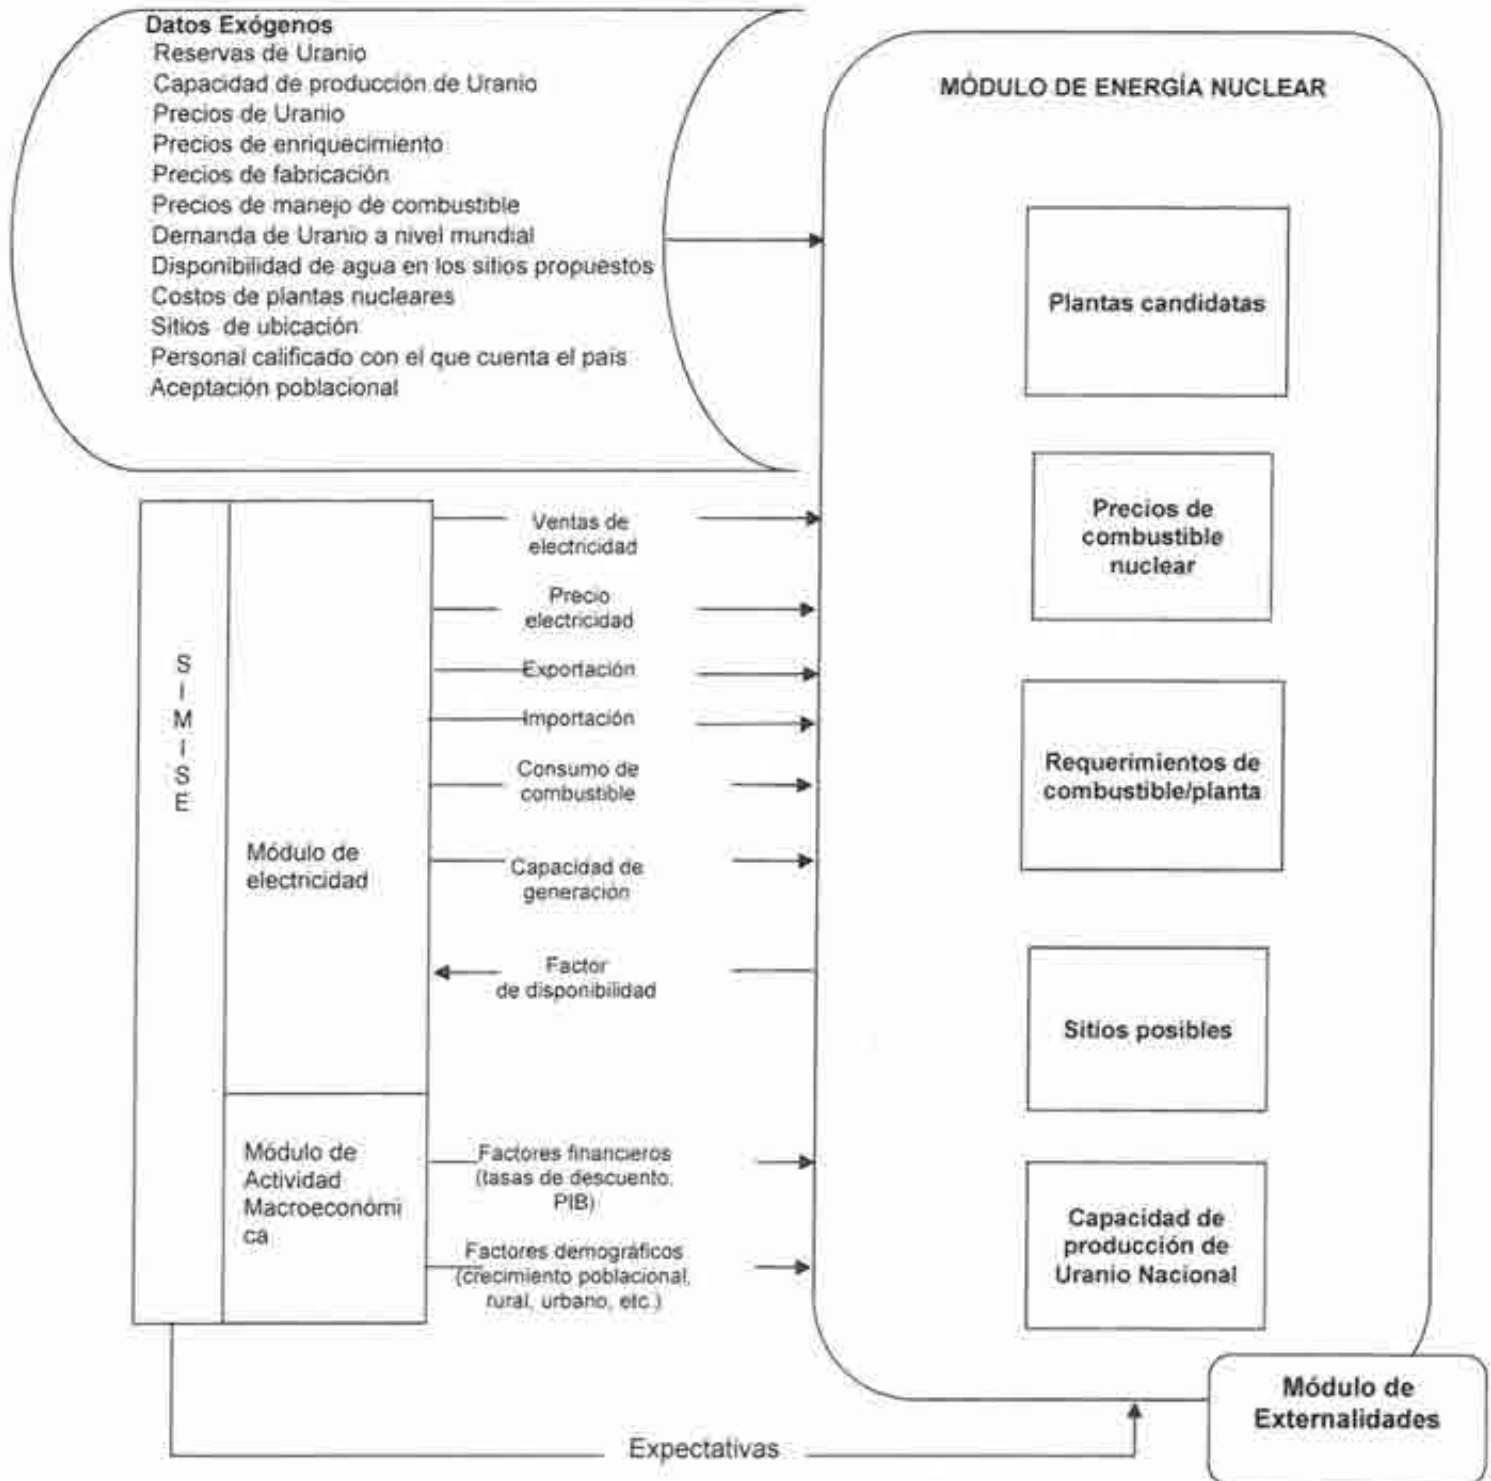 Datos Exógenos
Reservas de Uranio
Capacidad de producción de Uranio
Precios de Uranio
Precios de enriquecimiento
Precios de fabricación
Precios de manejo de combustible
Demanda de Uranio a nivel mundial
Disponibilidad de agua en los sitios propuestos
Costos de plantas nucleares
Sitios de ubicación
Personal calificado con el que cuenta el país
Aceptación poblacional
MÓDULO DE ENERGÍA NUCLEAR
Plantas candidatas
Precios de
combustible
nuclear
Requerimientos de
combustible/planta
Sitios posibles
Capacidad de
producción de
Uranio Nacional
S
I
M
I
S
E
Módulo de
electricidad
Módulo de
Actividad
Macroeconómi
ca
Ventas de
electricidad
Precio
electricidad
Exportación
Importación
Consumo de
combustible
Capacidad de
generación
Factor
de disponibilidad
Factores financieros
(tasas de descuento,
PIB)
Factores demográficos
(crecimiento poblacional,
rural, urbano, etc.)
Expectativas
Módulo de
Externalidades